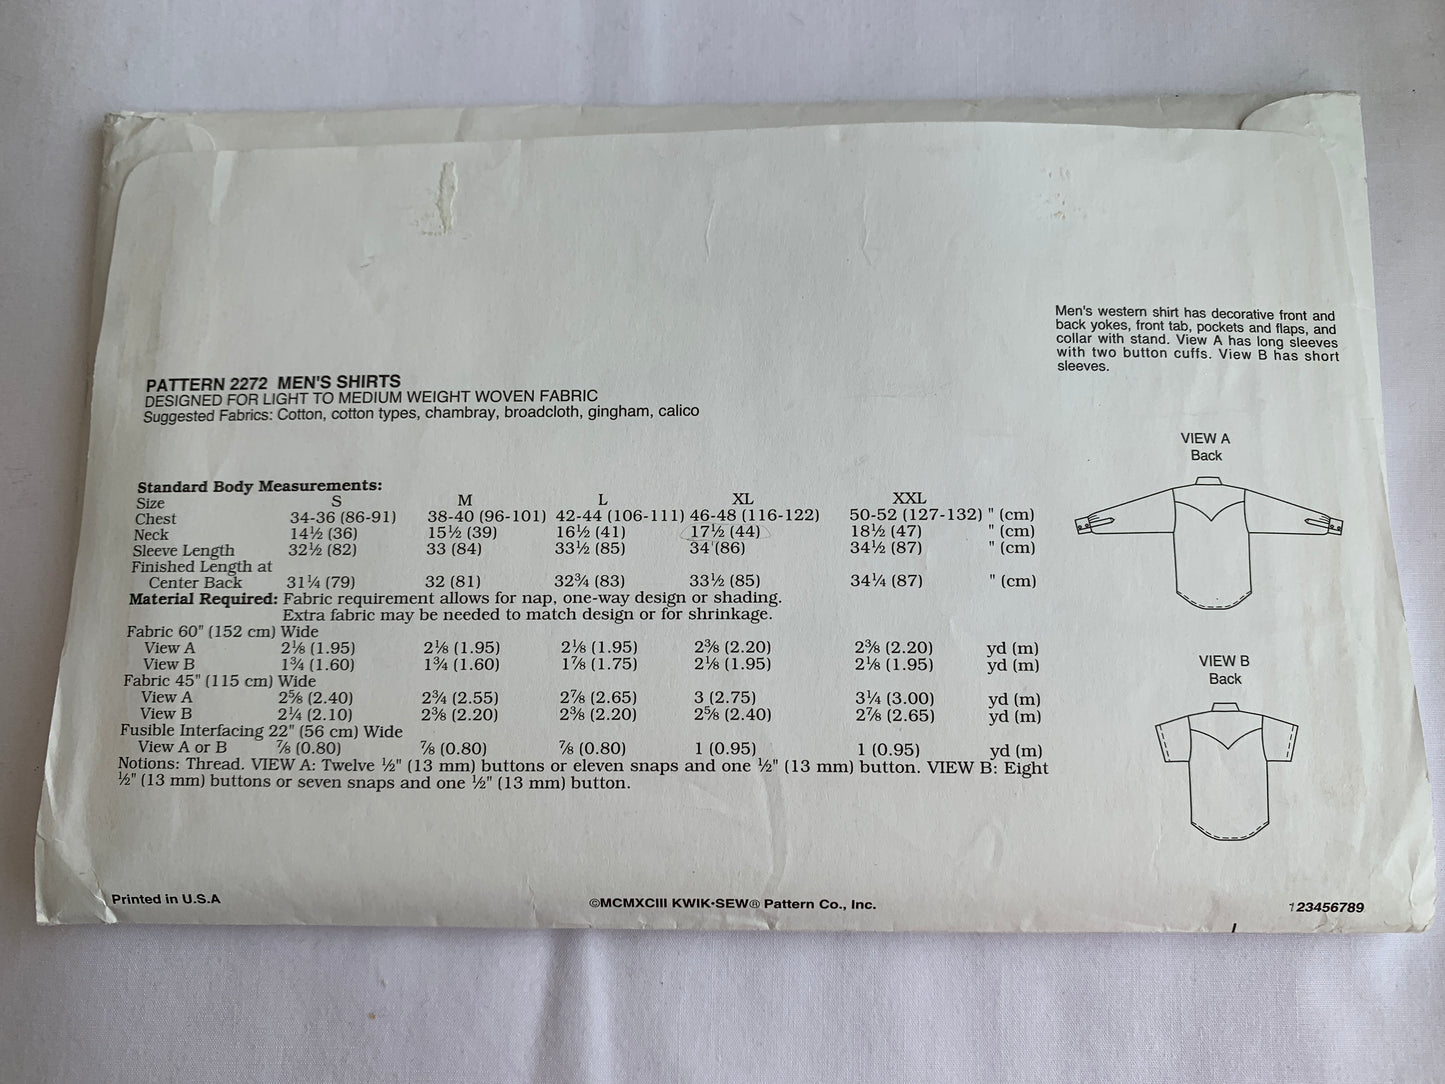 Men's western shirt has decorative front and
back yokes, front tab, pockets and flaps, and
collar with stand. View A has long sleeves
with two button cuffs. View B has short
sleeves.
PATTERN 2272 MEN'S SHIRTS
DESIGNED FOR LIGHT TO MEDIUM WEIGHT WOVEN FABRIC
Suggested Fabrics: Cotton, cotton types, chambray, broadcloth, gingham, calico
VIEW A
Back
Standard Body Measurements:
Size S M L XL XXL
Chest 34-36 (86-91) 38-40 (96-101) 42-44 (106-111) 46-48 (116-122) 50-52 (127-132) " (cm)
Neck 14½ (36) 15½ (39) 16½ (41) 17½ (44) 18½ (47) " (cm)
Sleeve Length 32½ (82) 33 (84) 33½ (85) 34 (86) 34½ (87) " (cm)
Finished Length at
Center Back 31¼ (79) 32 (81) 32¾ (83) 33½ (85) 34¼ (87) " (cm)
Material Required: Fabric requirement allows for nap, one-way design or shading.
Extra fabric may be needed to match design or for shrinkage.
Fabric 60" (152 cm) Wide
View A 2⅛ (1.95) 2⅛ (1.95) 2⅛ (1.95) 2⅜ (2.20) 2⅜ (2.20) yd (m)
View B 1¾ (1.60) 1¾ (1.60) 1⅞ (1.75) 2⅛ (1.95) 2⅛ (1.95) yd (m)
Fabric 45" (115 cm) Wide
View A 2⅝ (2.40) 2¾ (2.55) 2⅞ (2.65) 3 (2.75) 3¼ (3.00) yd (m)
View B 2¼ (2.10) 2⅜ (2.20) 2⅜ (2.20) 2⅝ (2.40) 2⅞ (2.65) yd (m)
Fusible Interfacing 22" (56 cm) Wide
View A or B ⅞ (0.80) ⅞ (0.80) ⅞ (0.80) 1 (0.95) 1 (0.95) yd (m)
Notions: Thread. VIEW A: Twelve ½" (13 mm) buttons or eleven snaps and one ½" (13 mm) button. VIEW B: Eight
½" (13 mm) buttons or seven snaps and one ½" (13 mm) button.
VIEW B
Back
Printed in U.S.A
©MCMXCIII KWIK•SEW® Pattern Co., Inc.
123456789